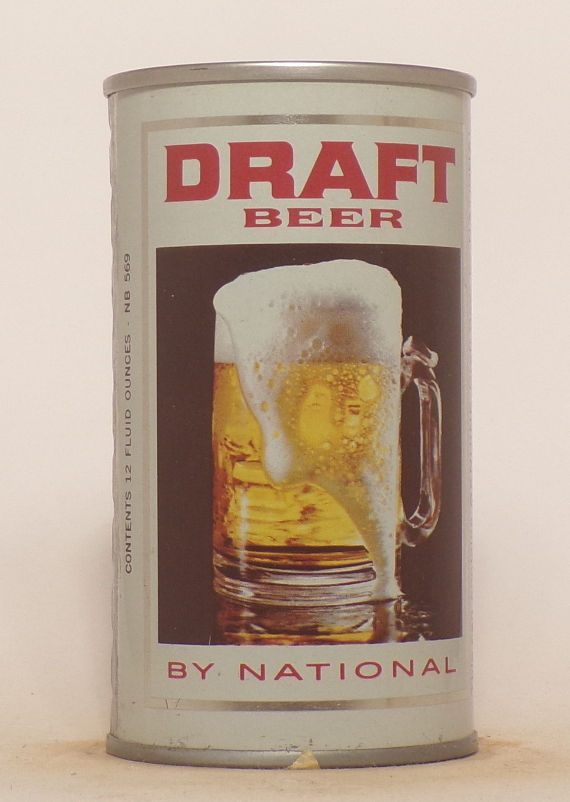 DRAFT
BEER
CONTENTS 12 FLUID OUNCES - NB 569
BY NATIONAL